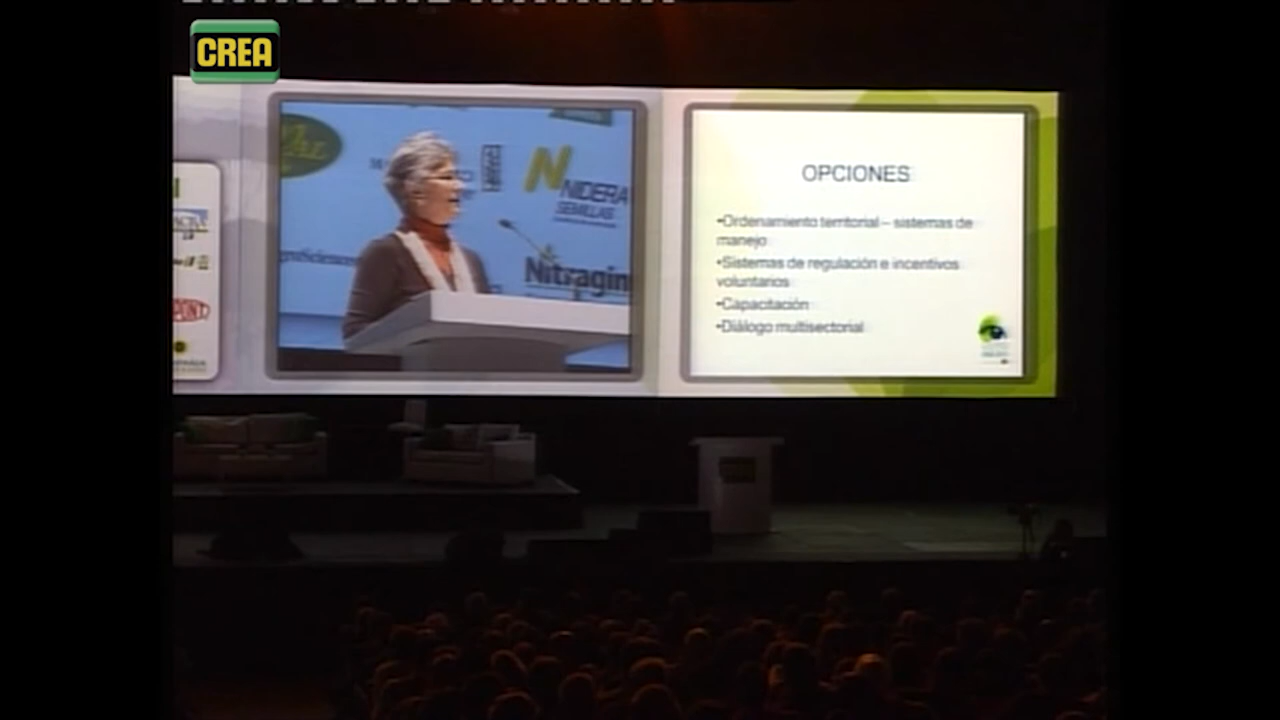 CREA
NIDERA
SEMILLAS
Nitragin
OPCIONES
•Ordenamiento territorial – sistemas de
manejo
•Sistemas de regulación e incentivos
voluntarios
•Capacitación
•Diálogo multisectorial